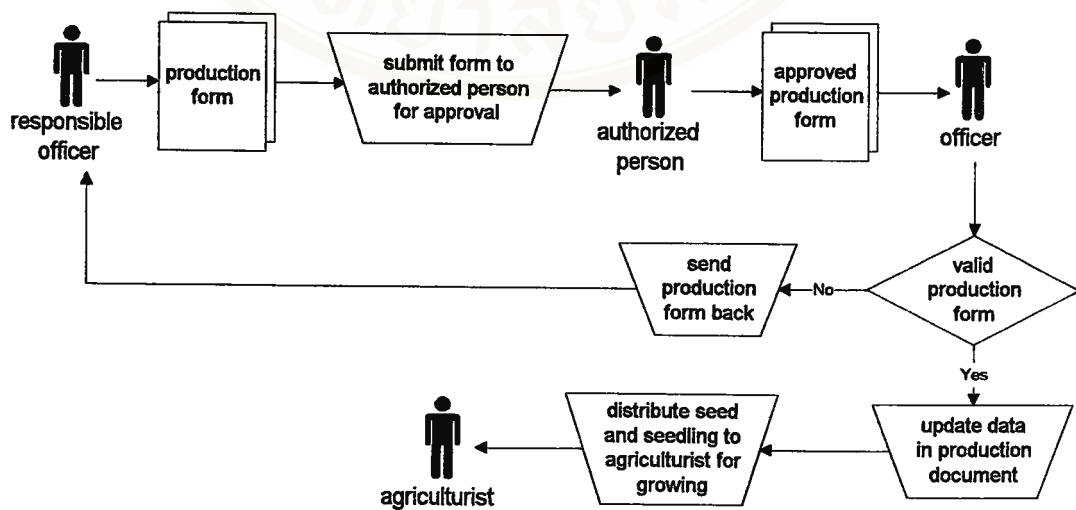 responsible
officer
production
form
submit form to
authorized person
for approval
authorized
person
approved
production
form
officer
valid
production
form
No
send
production
form back
Yes
update data
in production
document
distribute seed
and seedling to
agriculturist for
growing
agriculturist